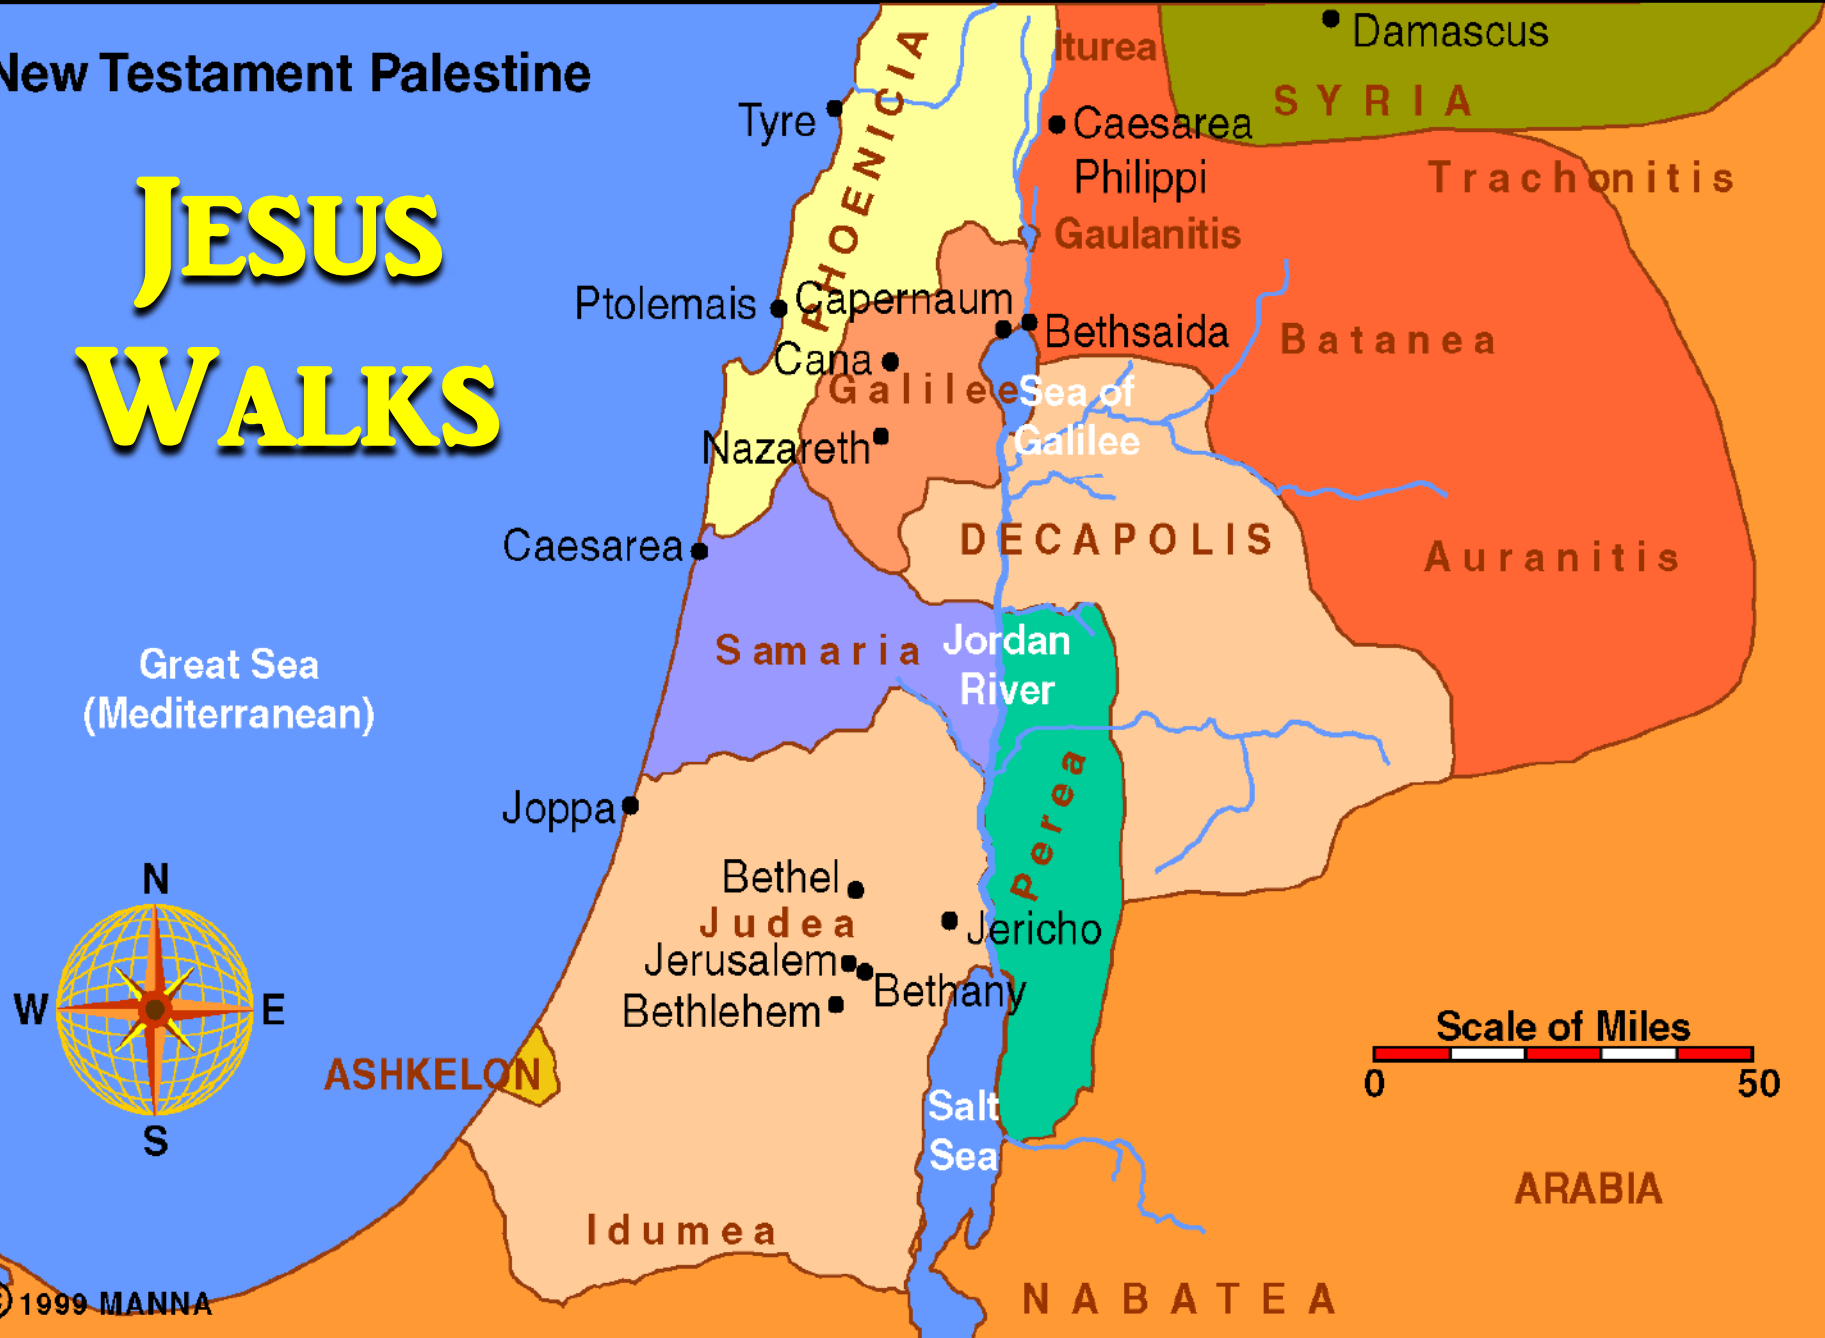 New Testament Palestine
JESUS
WALKS
PHOENICIA
Iturea
Damascus
SYRIA
Tyre
Caesarea
Philippi
Trachonitis
Gaulanitis
Ptolemais
Capernaum
Bethsaida
Batanea
Cana
Galilee
Sea of
Galilee
Nazareth
Caesarea
DECAPOLIS
Auranitis
Samaria
Jordan
River
Great Sea
(Mediterranean)
Perea
Joppa
Bethel
Judea
Jericho
Jerusalem
Bethany
Bethlehem
N
W
E
S
ASHKELON
Scale of Miles
0
50
Salt
Sea
ARABIA
Idumea
NABATEA
© 1999 MANNA